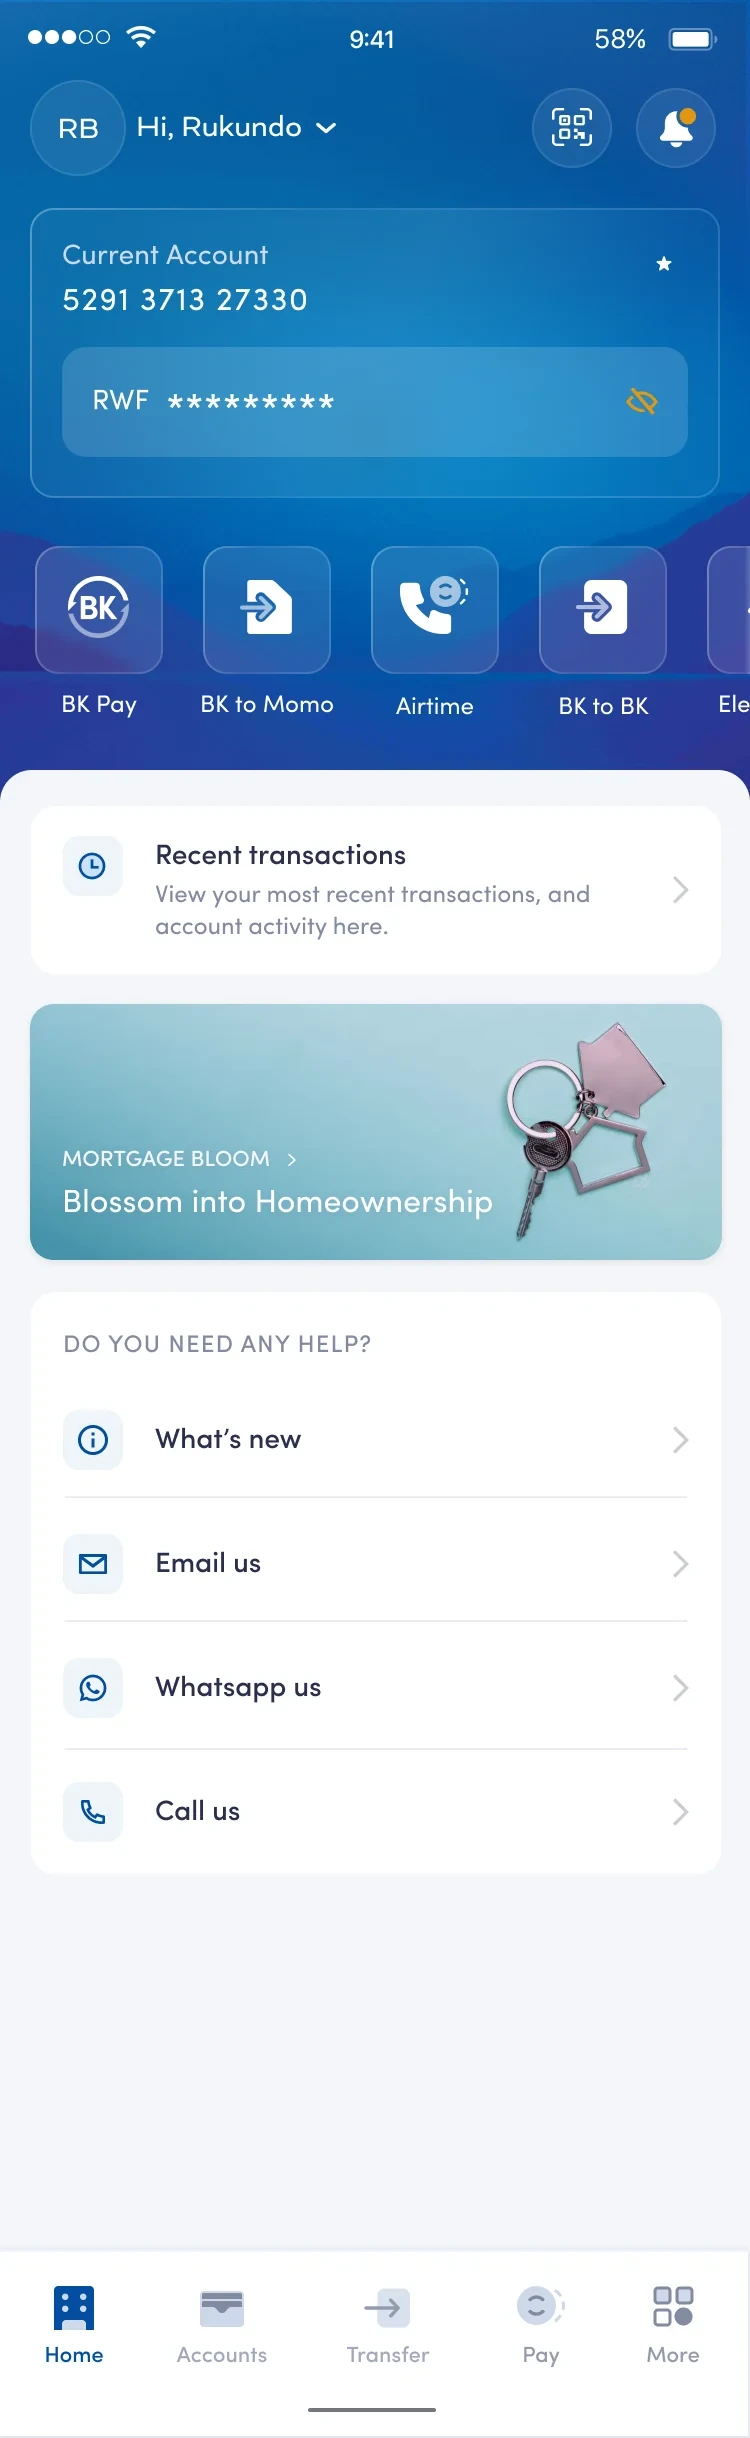 9:41
58%
RB
Hi, Rukundo
Current Account
5291 3713 27330
RWF *********
BK
BK Pay
BK to Momo
Airtime
BK to BK
Ele
Recent transactions
View your most recent transactions, and
account activity here.
MORTGAGE BLOOM >
Blossom into Homeownership
DO YOU NEED ANY HELP?
What's new
Email us
Whatsapp us
Call us
Home
Accounts
Transfer
Pay
More